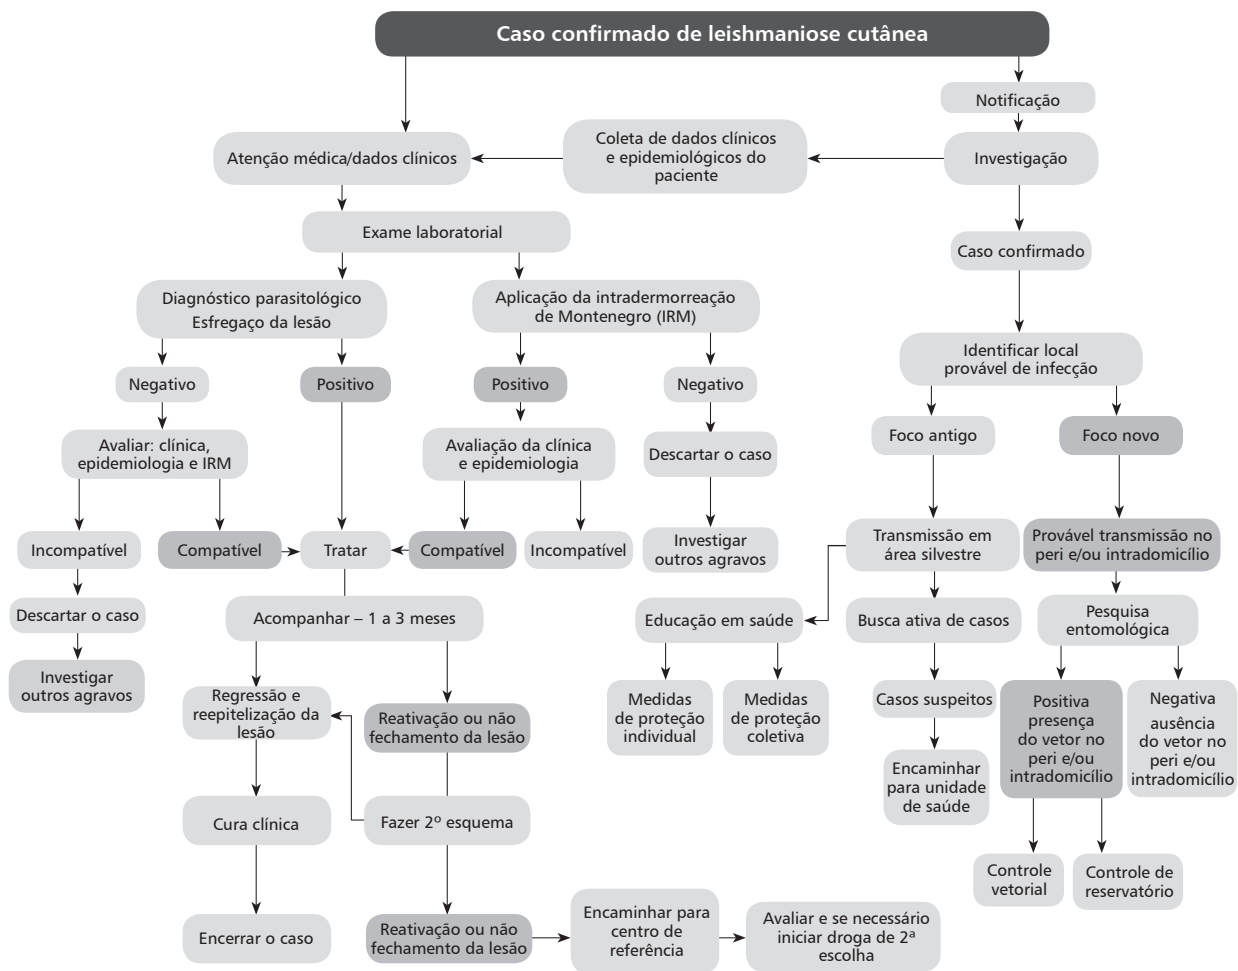 Caso confirmado de leishmaniose cutânea
Notificação
Atenção médica/dados clínicos
Coleta de dados clínicos
e epidemiológicos do
paciente
Investigação
Exame laboratorial
Caso confirmado
Diagnóstico parasitológico
Esfregaço da lesão
Aplicação da intradermorreação
de Montenegro (IRM)
Identificar local
provável de infecção
Negativo
Positivo
Positivo
Negativo
Foco antigo
Foco novo
Avaliar: clínica,
epidemiologia e IRM
Avaliação da clínica
e epidemiologia
Descartar o caso
Incompatível
Compatível
Tratar
Compatível
Incompatível
Investigar
outros agravos
Transmissão em
área silvestre
Provável transmissão no
peri e/ou intradomicílio
Descartar o caso
Acompanhar – 1 a 3 meses
Educação em saúde
Busca ativa de casos
Pesquisa
entomológica
Investigar
outros agravos
Regressão e
reepitelização da
lesão
Reativação ou não
fechamento da lesão
Medidas
de proteção
individual
Medidas
de proteção
coletiva
Casos suspeitos
Positiva
presença
do vetor no
peri e/ou
intradomicílio
Negativa
ausência
do vetor no
peri e/ou
intradomicílio
Encaminhar
para unidade
de saúde
Cura clínica
Fazer 2º esquema
Controle
vetorial
Controle de
reservatório
Encerrar o caso
Reativação ou não
fechamento da lesão
Encaminhar para
centro de
referência
Avaliar e se necessário
iniciar droga de 2ª
escolha